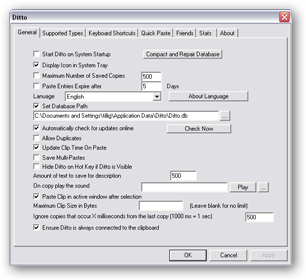 Ditto
General Supported Types Keyboard Shortcuts Quick Paste Friends Stats About
Start Ditto on System Startup Compact and Repair Database
Display Icon in System Tray
Maximum Number of Saved Copies 500
Paste Entries Expire after 5 Days
Language English About Language
Set Database Path
C:\Documents and Settings\Villig\Application Data\Ditto\Ditto.db ...
Automatically check for updates online Check Now
Allow Duplicates
Update Clip Time On Paste
Save Multi-Pastes
Hide Ditto on Hot Key if Ditto is Visible
Amount of text to save for description 500
On copy play the sound Play ...
Paste Clip in active window after selection
Maximum Clip Size in Bytes (Leave blank for no limit)
Ignore copies that occur X milliseconds from the last copy (1000 ms = 1 sec) 500
Ensure Ditto is always connected to the clipboard
OK Cancel Apply